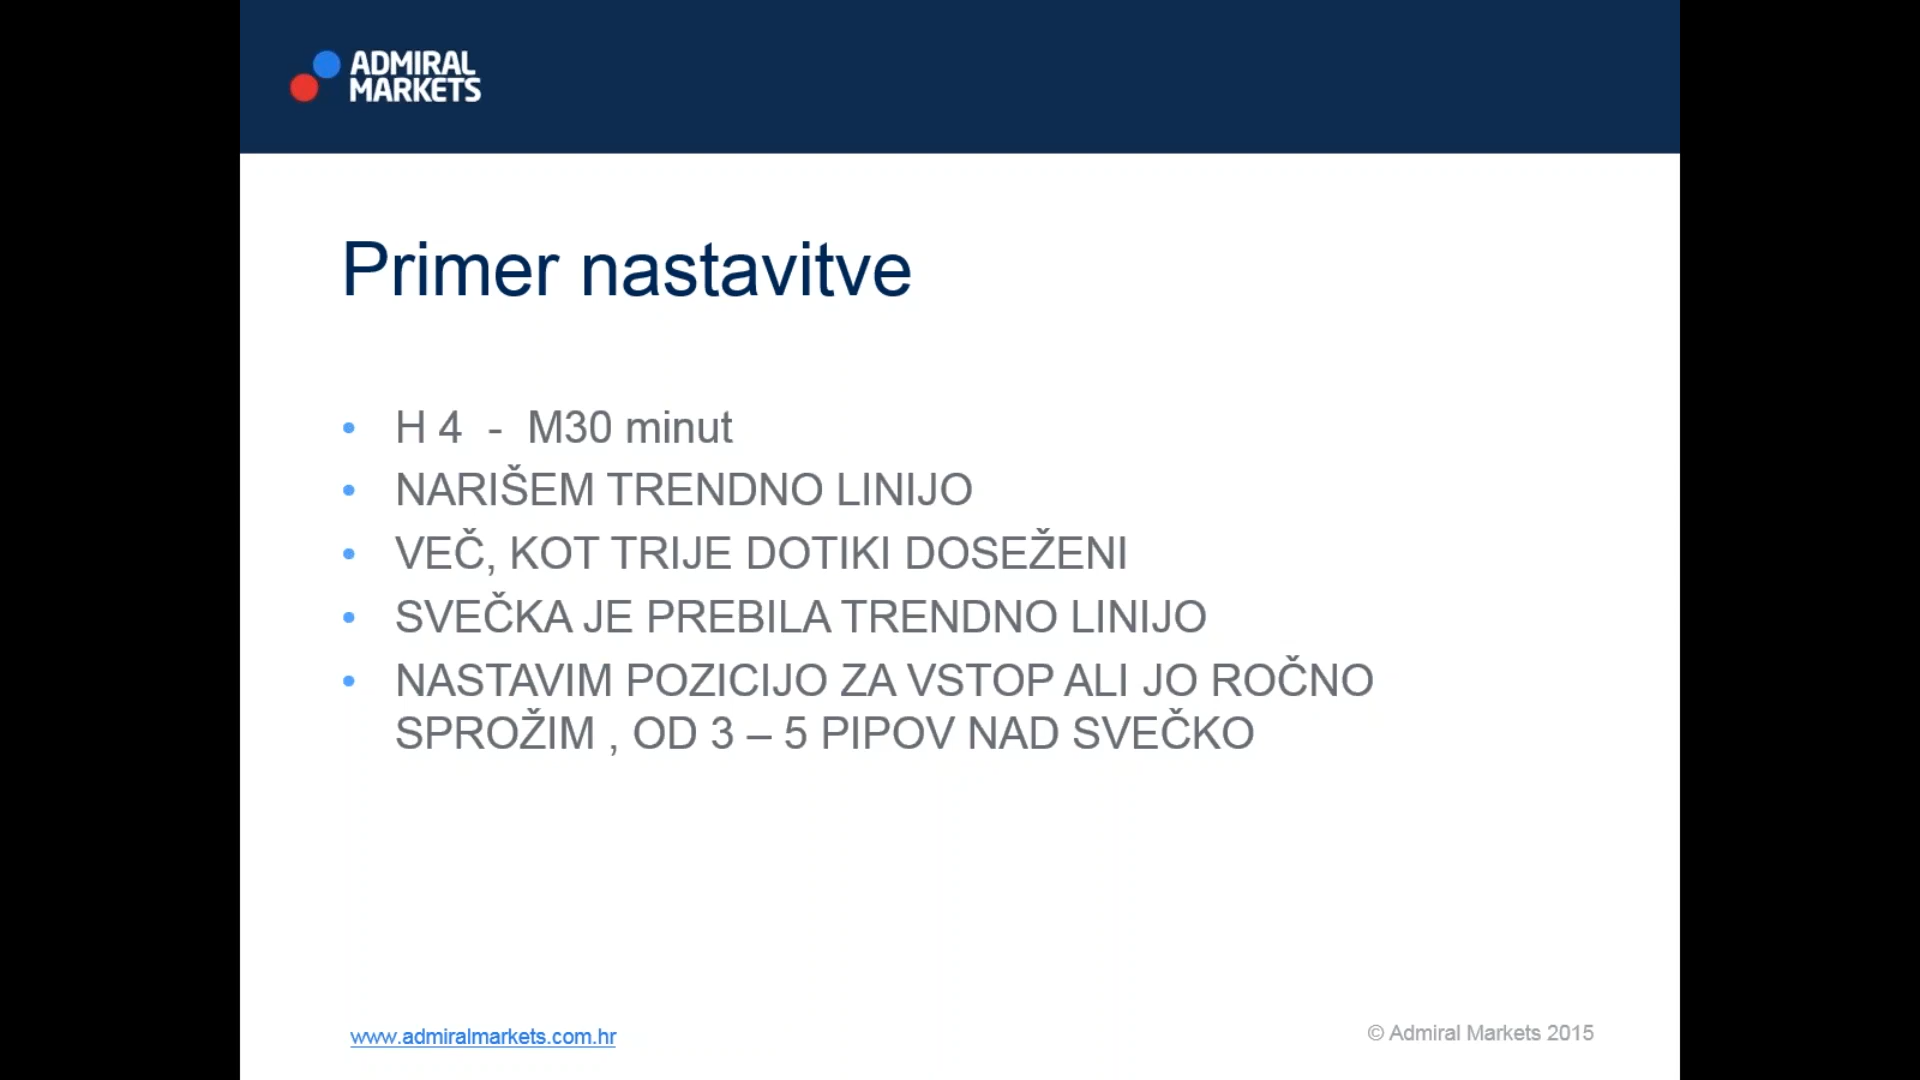 ADMIRAL
MARKETS
Primer nastavitve
• H 4 - M30 minut
• NARIŠEM TRENDNO LINIJO
• VEČ, KOT TRIJE DOTIKI DOSEŽENI
• SVEČKA JE PREBILA TRENDNO LINIJO
• NASTAVIM POZICIJO ZA VSTOP ALI JO ROČNO
SPROŽIM , OD 3 – 5 PIPOV NAD SVEČKO
www.admiralmarkets.com.hr
© Admiral Markets 2015